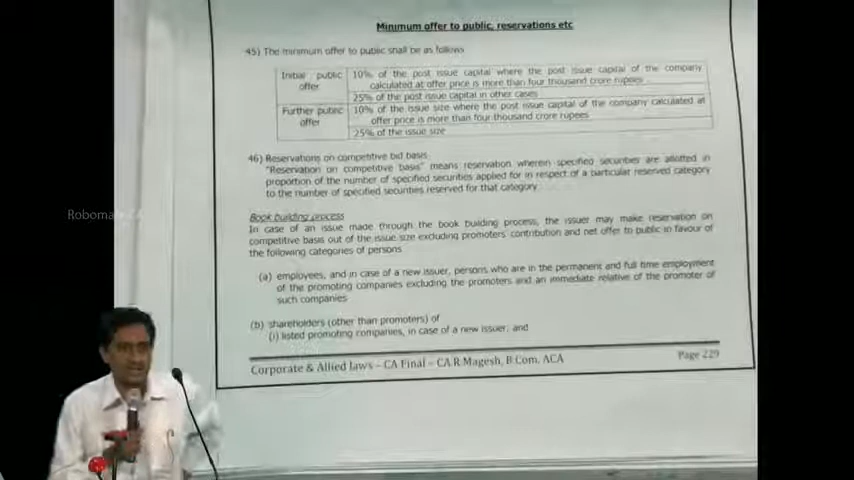 Minimum offer to public, reservations etc
45) The minimum offer to public shall be as follows
Initial public offer
10% of the post issue capital where the post issue capital of the company
calculated at offer price is more than four thousand crore rupees
25% of the post issue capital in other cases
Further public offer
10% of the issue size where the post issue capital of the company calculated at
offer price is more than four thousand crore rupees
25% of the issue size
46) Reservations on competitive bid basis
"Reservation on competitive basis" means reservation wherein specified securities are allotted in
proportion of the number of specified securities applied for in respect of a particular reserved category
to the number of specified securities reserved for that category
Book building process
In case of an issue made through the book building process, the issuer may make reservation on
competitive basis out of the issue size excluding promoters' contribution and net offer to public in favour of
the following categories of persons
(a) employees, and in case of a new issuer, persons who are in the permanent and full time employment
of the promoting companies excluding the promoters and an immediate relative of the promoter of
such companies
(b) shareholders (other than promoters) of
(i) listed promoting companies, in case of a new issuer, and
Corporate & Allied laws – CA Final – CA R Magesh, B Com, ACA
Page 229